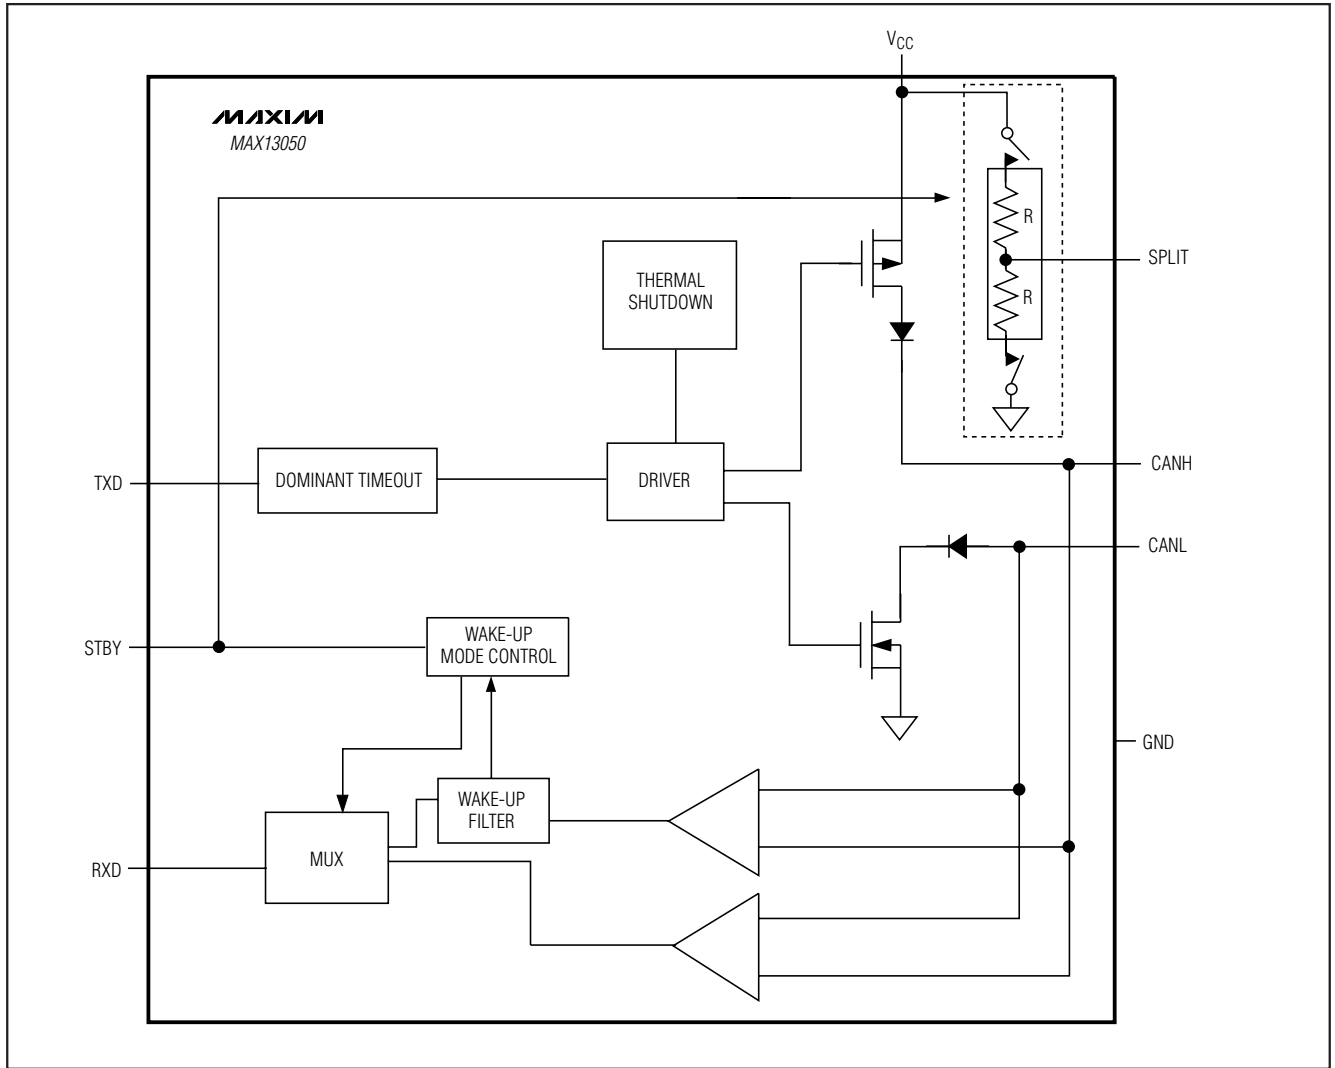 VCC
MAXIM
MAX13050
R
THERMAL
SHUTDOWN
SPLIT
R
CANH
TXD
DOMINANT TIMEOUT
DRIVER
CANL
STBY
WAKE-UP
MODE CONTROL
GND
WAKE-UP
FILTER
RXD
MUX